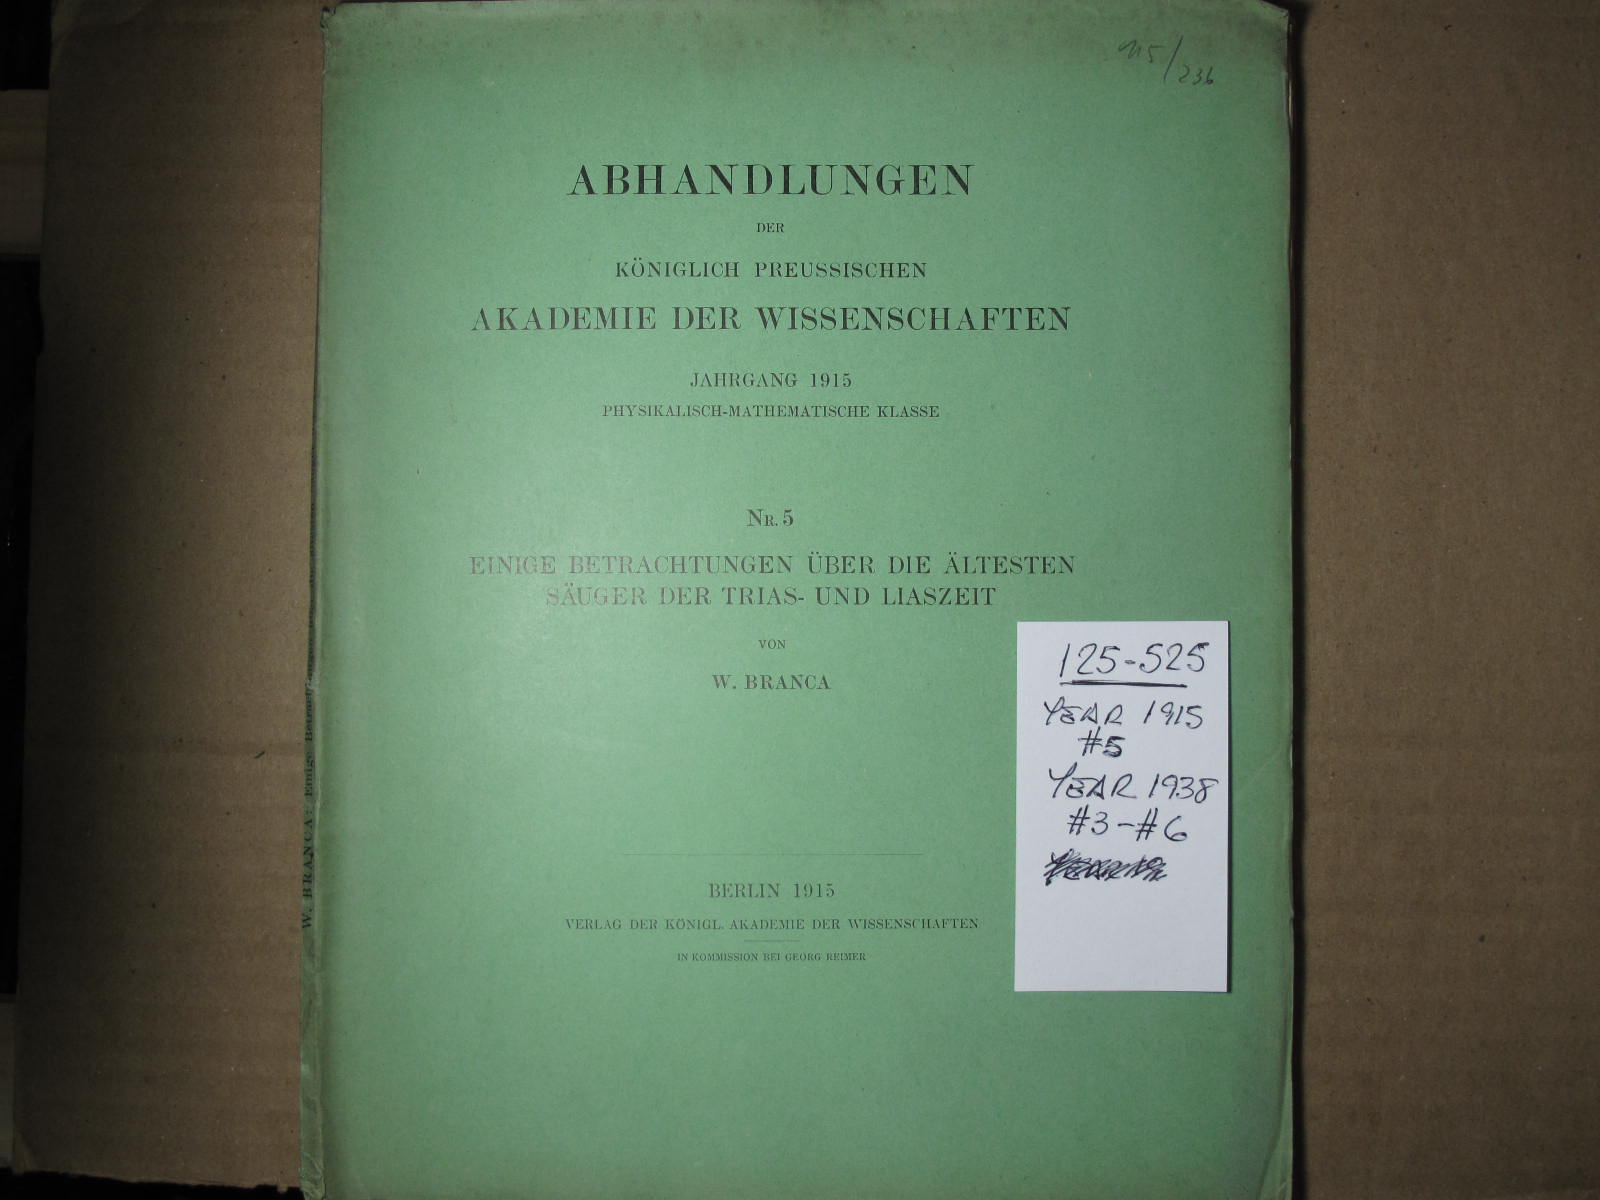 115/236
ABHANDLUNGEN
DER
KÖNIGLICH PREUSSISCHEN
AKADEMIE DER WISSENSCHAFTEN
JAHRGANG 1915
PHYSIKALISCH-MATHEMATISCHE KLASSE
NR. 5
EINIGE BETRACHTUNGEN ÜBER DIE ÄLTESTEN
SÄUGER DER TRIAS- UND LIASZEIT
VON
W. BRANCA
BERLIN 1915
VERLAG DER KÖNIGL. AKADEMIE DER WISSENSCHAFTEN
IN KOMMISSION BEI GEORG REIMER
125-525
YEAR 1915
#5
YEAR 1938
#3-#6
W. BRANCA: Einige